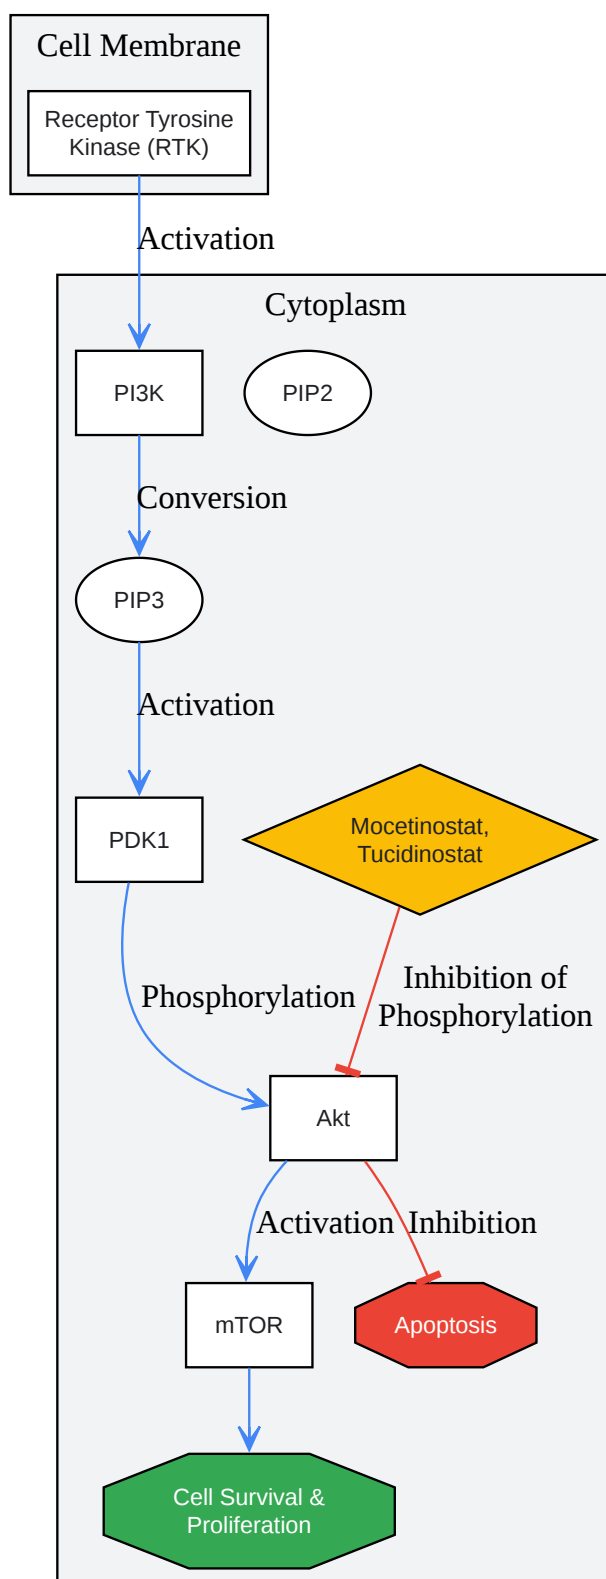 Cell Membrane
Receptor Tyrosine
Kinase (RTK)
Activation
Cytoplasm
PI3K
PIP2
Conversion
PIP3
Activation
PDK1
Mocetinostat,
Tucidinostat
Phosphorylation
Inhibition of
Phosphorylation
Akt
Activation
Inhibition
mTOR
Apoptosis
Cell Survival &
Proliferation